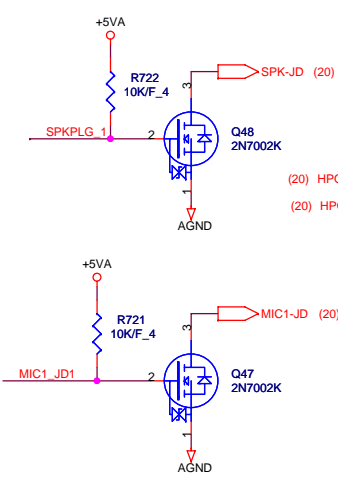 +5VA
R722
10K/F_4
SPKPLG_1
2
3
1
SPK-JD (20)
Q48
2N7002K
AGND
(20) HP
(20) HP
+5VA
R721
10K/F_4
MIC1_JD1
2
3
1
MIC1-JD (20)
Q47
2N7002K
AGND